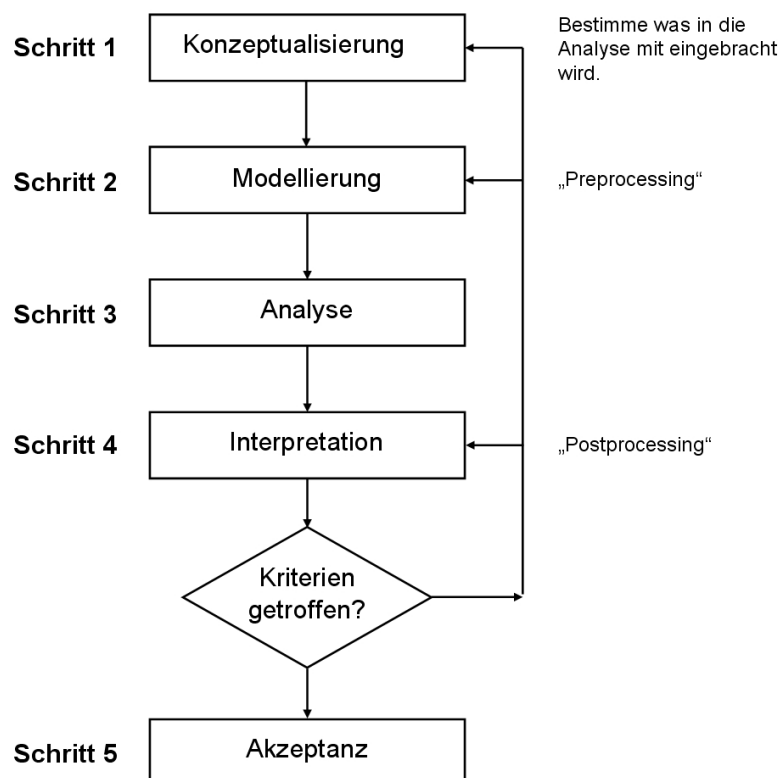 Schritt 1
Konzeptualisierung
Bestimme was in die
Analyse mit eingebracht
wird.
Schritt 2
Modellierung
„Preprocessing“
Schritt 3
Analyse
Schritt 4
Interpretation
„Postprocessing“
Kriterien
getroffen?
Schritt 5
Akzeptanz